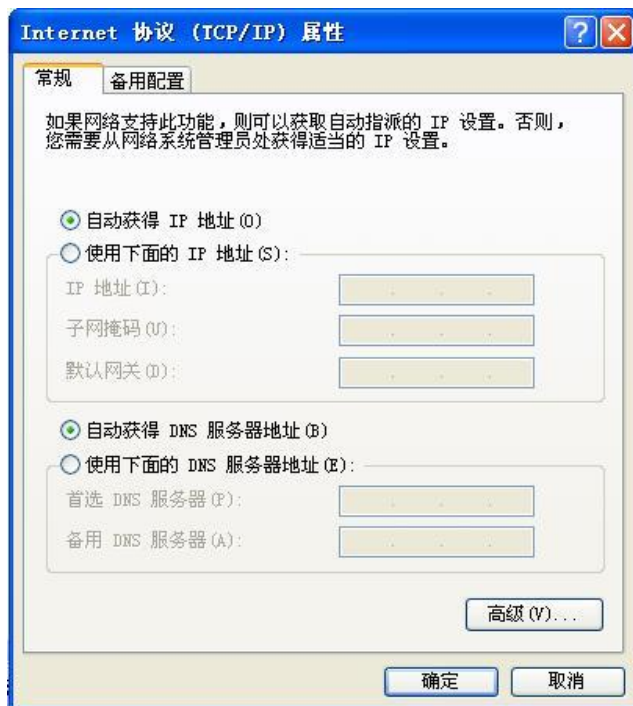 Internet 协议 (TCP/IP) 属性
常规
备用配置
如果网络支持此功能，则可以获取自动指派的 IP 设置。否则，
您需要从网络系统管理员处获得适当的 IP 设置。
自动获得 IP 地址(O)
使用下面的 IP 地址(S):
IP 地址(I):
子网掩码(U):
默认网关(D):
自动获得 DNS 服务器地址(B)
使用下面的 DNS 服务器地址(E):
首选 DNS 服务器(P):
备用 DNS 服务器(A):
高级(V)...
确定
取消